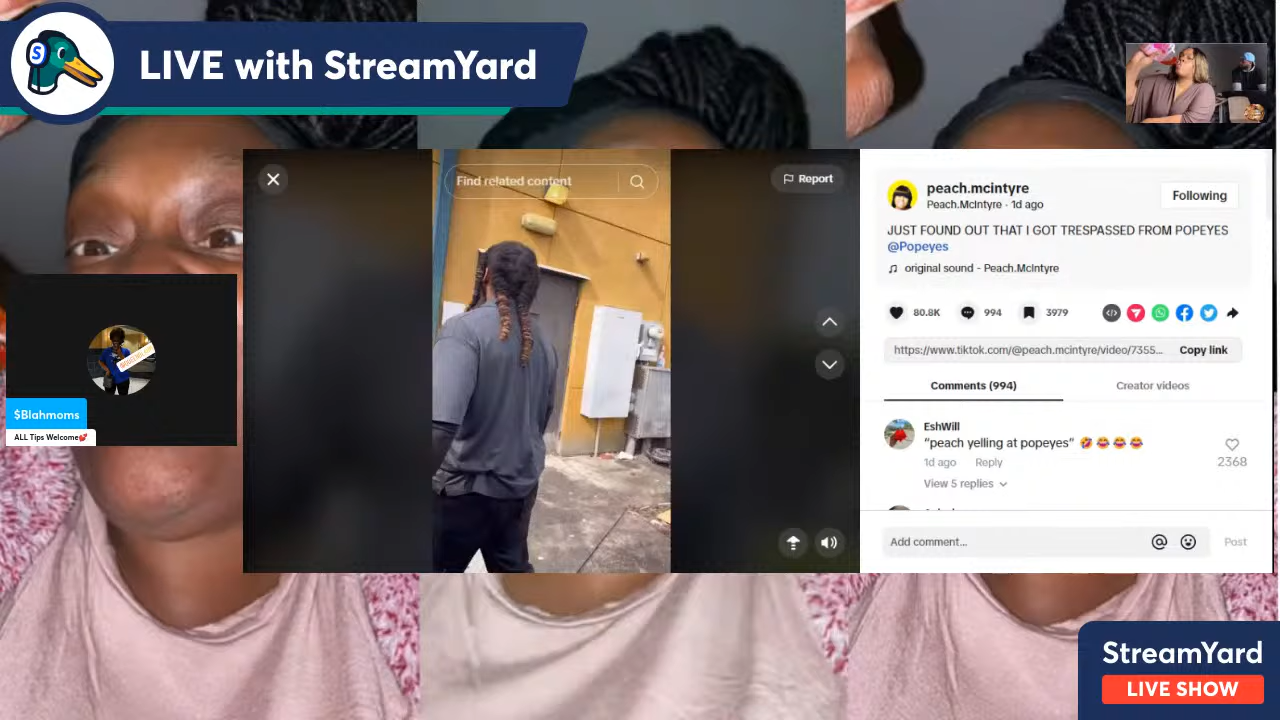 S
LIVE with StreamYard
Find related content
Report
peach.mcintyre
Peach.McIntyre · 1d ago
Following
JUST FOUND OUT THAT I GOT TRESPASSED FROM POPEYES
@Popeyes
original sound - Peach.McIntyre
80.8K
994
3979
https://www.tiktok.com/@peach.mcintyre/video/7355...
Copy link
Comments (994)
Creator videos
EshWill
"peach yelling at popeyes" 🤣😂😂😂
1d ago Reply
2368
View 5 replies
Add comment...
Post
$Blahmoms
ALL Tips Welcome💕
StreamYard
LIVE SHOW